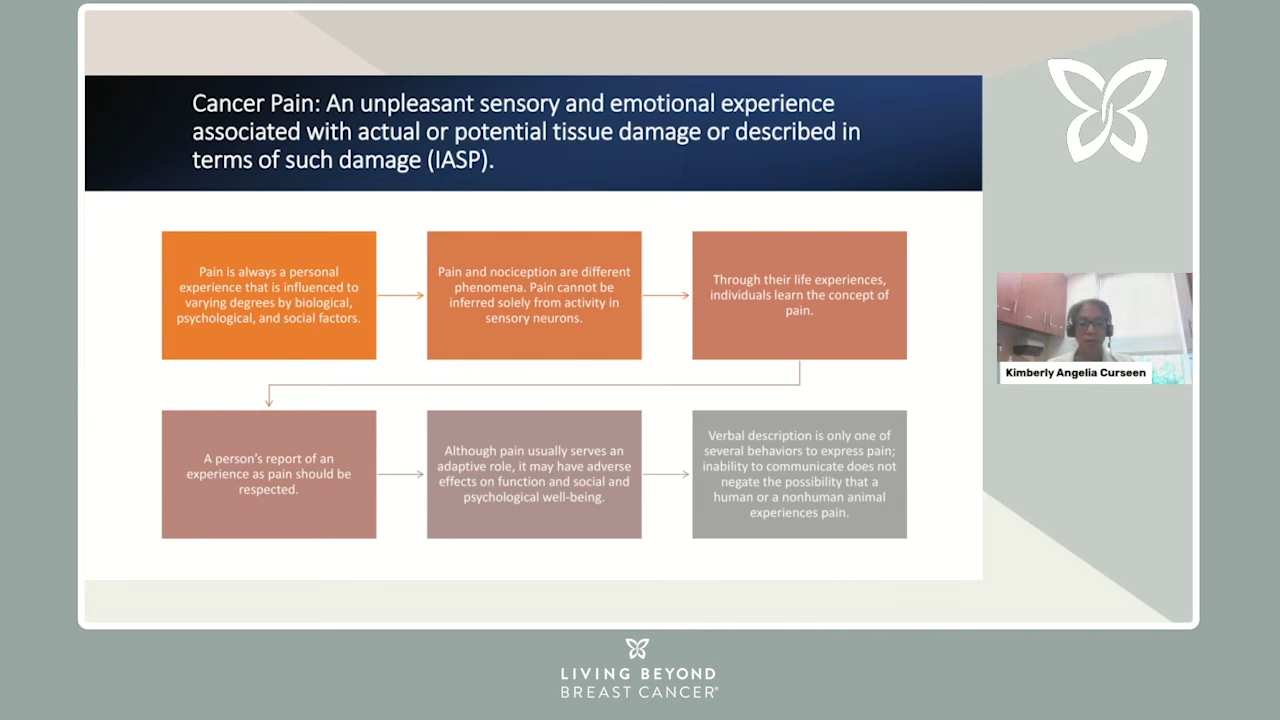 Cancer Pain: An unpleasant sensory and emotional experience
associated with actual or potential tissue damage or described in
terms of such damage (IASP).
Pain is always a personal
experience that is influenced to
varying degrees by biological,
psychological, and social factors.
Pain and nociception are different
phenomena. Pain cannot be
inferred solely from activity in
sensory neurons.
Through their life experiences,
individuals learn the concept of
pain.
A person's report of an
experience as pain should be
respected.
Although pain usually serves an
adaptive role, it may have adverse
effects on function and social and
psychological well-being.
Verbal description is only one of
several behaviors to express pain;
inability to communicate does not
negate the possibility that a
human or a nonhuman animal
experiences pain.
Kimberly Angelia Curseen
LIVING BEYOND
BREAST CANCER®